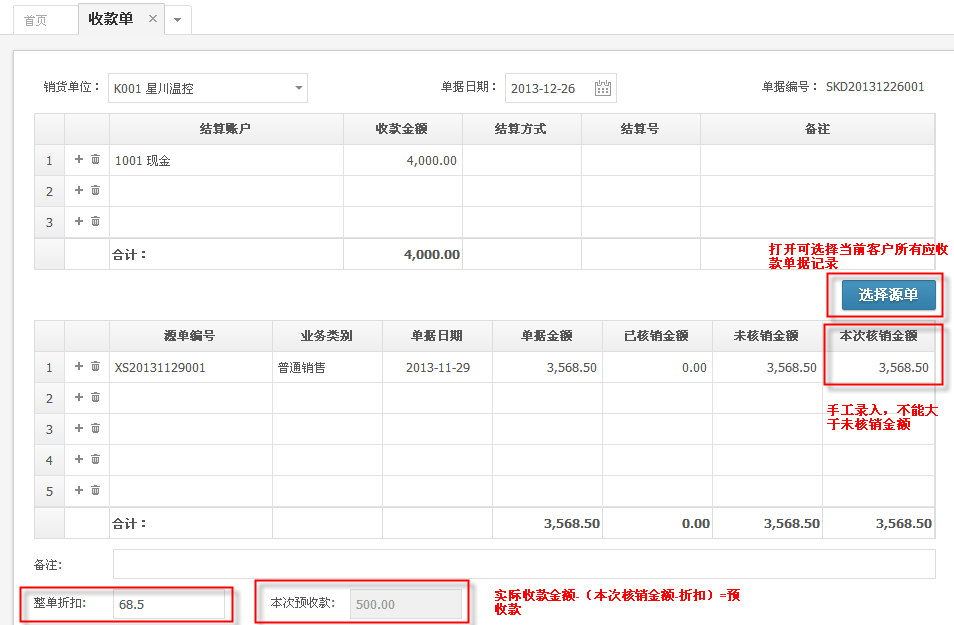 首页 收款单 ×
销货单位： K001 星川温控 单据日期： 2013-12-26 单据编号： SKD20131226001
结算账户 收款金额 结算方式 结算号 备注
1 + 1001 现金 4,000.00
2 +
3 +
合计： 4,000.00
打开可选择当前客户所有应收
款单据记录
选择源单
源单编号 业务类别 单据日期 单据金额 已核销金额 未核销金额 本次核销金额
1 + XS20131129001 普通销售 2013-11-29 3,568.50 0.00 3,568.50 3,568.50
2 +
手工录入，不能大
于未核销金额
3 +
4 +
5 +
合计： 3,568.50 0.00 3,568.50 3,568.50
备注:
整单折扣: 68.5 本次预收款: 500.00
实际收款金额-（本次核销金额-折扣）=预
收款